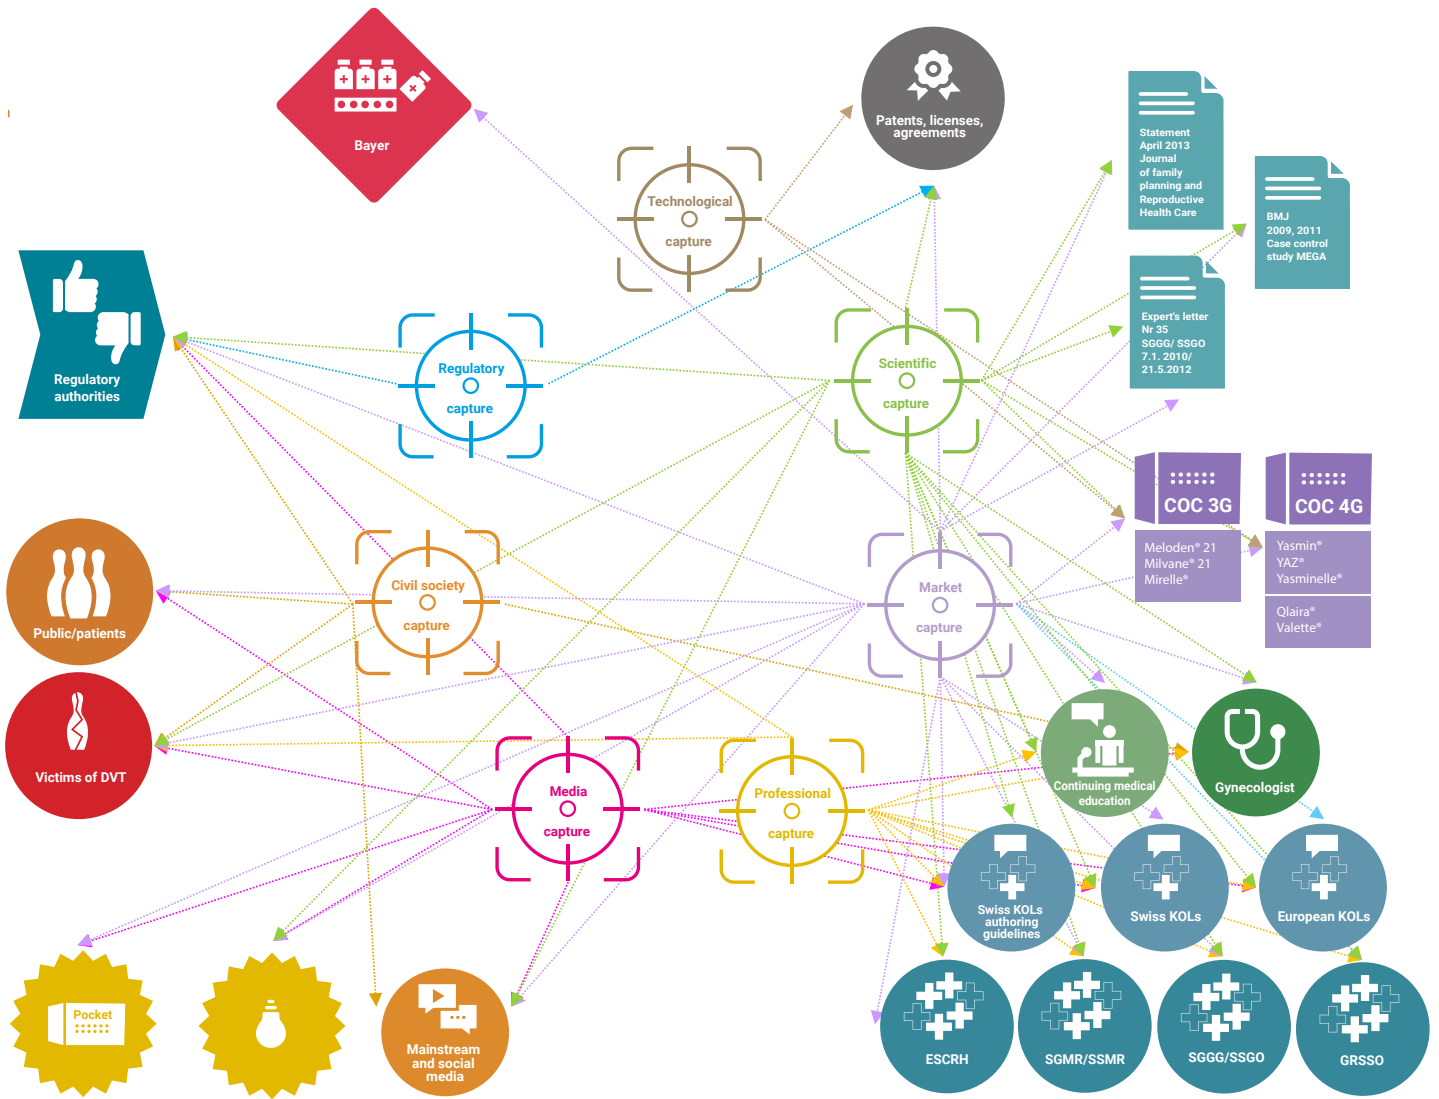 Bayer
Patents, licenses,
agreements
Statement
April 2013
Journal
of family
planning and
Reproductive
Health Care
BMJ
2009, 2011
Case control
study MEGA
Technological
capture
Expert's letter
Nr 35
SGGG/ SSGO
7.1. 2010/
21.5.2012
Regulatory
authorities
Regulatory
capture
Scientific
capture
COC 3G
COC 4G
Meloden® 21
Milvane® 21
Mirelle®
Yasmin®
YAZ®
Yasminelle®
Qlaira®
Valette®
Public/patients
Civil society
capture
Market
capture
Victims of DVT
Media
capture
Professional
capture
Continuing medical
education
Gynecologist
Swiss KOLs
authoring
guidelines
Swiss KOLs
European KOLs
Pocket
Mainstream
and social
media
ESCRH
SGMR/SSMR
SGGG/SSGO
GRSSO